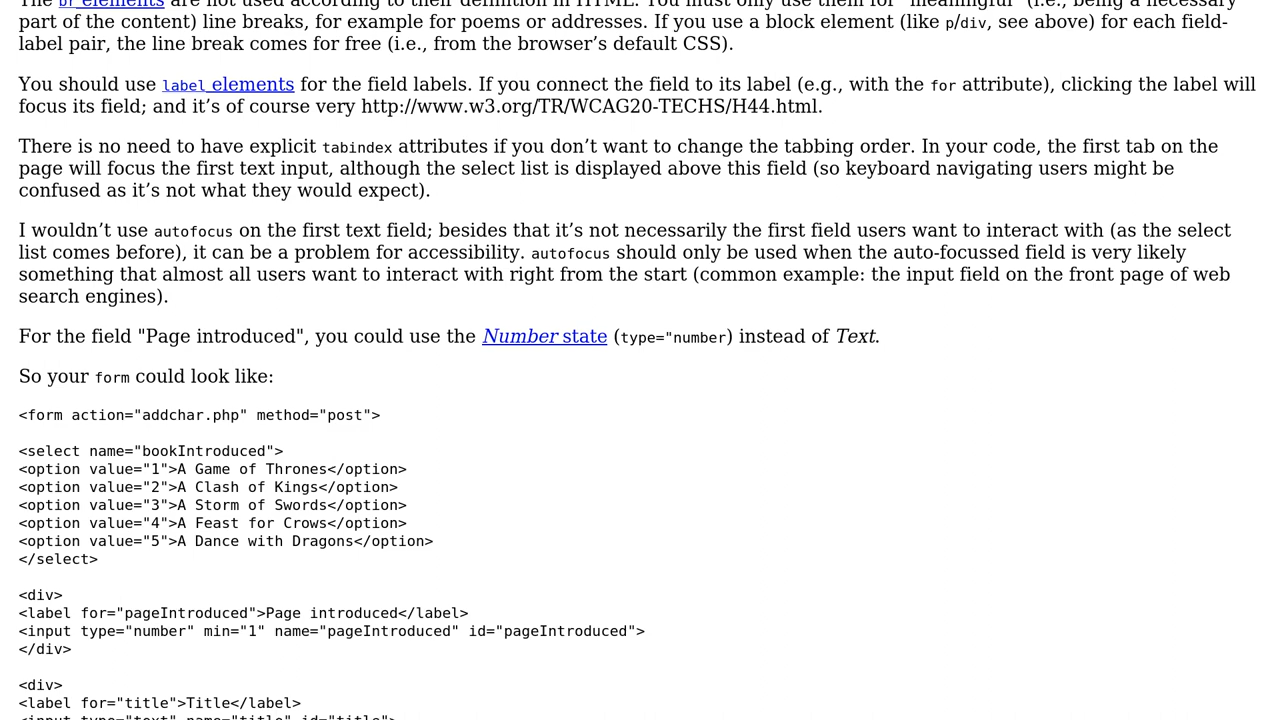 The br elements are not used according to their definition in HTML. You must only use them for "meaningful" (i.e., being a necessary
part of the content) line breaks, for example for poems or addresses. If you use a block element (like p/div, see above) for each field-
label pair, the line break comes for free (i.e., from the browser’s default CSS).
You should use label elements for the field labels. If you connect the field to its label (e.g., with the for attribute), clicking the label will
focus its field; and it’s of course very http://www.w3.org/TR/WCAG20-TECHS/H44.html.
There is no need to have explicit tabindex attributes if you don’t want to change the tabbing order. In your code, the first tab on the
page will focus the first text input, although the select list is displayed above this field (so keyboard navigating users might be
confused as it’s not what they would expect).
I wouldn’t use autofocus on the first text field; besides that it’s not necessarily the first field users want to interact with (as the select
list comes before), it can be a problem for accessibility. autofocus should only be used when the auto-focussed field is very likely
something that almost all users want to interact with right from the start (common example: the input field on the front page of web
search engines).
For the field "Page introduced", you could use the Number state (type="number) instead of Text.
So your form could look like:
<form action="addchar.php" method="post">
<select name="bookIntroduced">
<option value="1">A Game of Thrones</option>
<option value="2">A Clash of Kings</option>
<option value="3">A Storm of Swords</option>
<option value="4">A Feast for Crows</option>
<option value="5">A Dance with Dragons</option>
</select>
<div>
<label for="pageIntroduced">Page introduced</label>
<input type="number" min="1" name="pageIntroduced" id="pageIntroduced">
</div>
<div>
<label for="title">Title</label>
<input type="text" name="title" id="title">